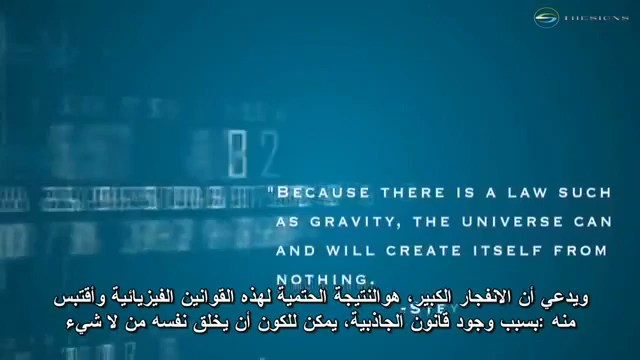 THESIGNS
"BECAUSE THERE IS A LAW SUCH
AS GRAVITY, THE UNIVERSE CAN
AND WILL CREATE ITSELF FROM
NOTHING.
ويدعي أن الانفجار الكبير، هوالنتيجة الحتمية لهذه القوانين الفيزيائية وأقتبس
منه :بسبب وجود قانون الجاذبية، يمكن للكون أن يخلق نفسه من لا شيء